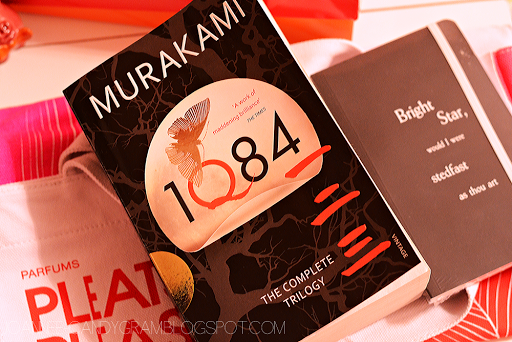 MURAKAMI
"A work of
maddening brilliance"
THE TIMES
1Q84
THE COMPLETE
TRILOGY
VINTAGE
Bright
Star,
would I were
stedfast
as thou art
PARFUMS